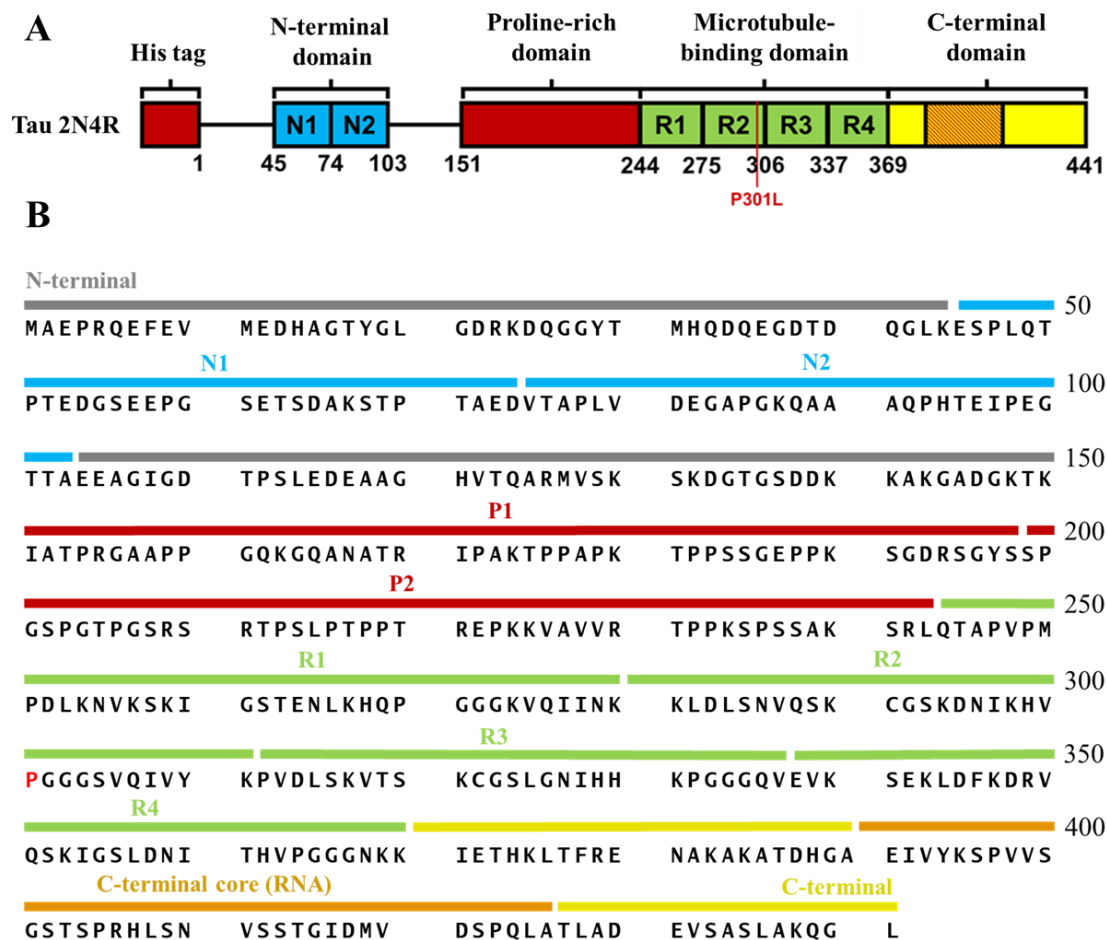 A
His tag
N-terminal domain
Proline-rich domain
Microtubule-binding domain
C-terminal domain
Tau 2N4R
N1 N2 R1 R2 R3 R4
1 45 74 103 151 244 275 306 337 369 441
P301L
B
N-terminal
50
MAEPRQEFEV MEDHAGTYGL GDRKDQGGYT MHQDQEGDTD QGLKESPLQT
N1 N2
100
PTEDGSEEPG SETSDAKSTP TAEDVTAPLV DEGAPGKQAA AQPHTEIPEG
150
TTAEEAGIGD TPSLEDEAAG HVTQARMVSK SKDGTGSDDK KAKGADGKTK
P1
200
IATPRGAAPP GQKGQANATR IPAKTPPAPK TPPSSGEPPK SGDRSGYSSP
P2
250
GSPGTPGSRS RTPSLPTPPT REPKKVAVVR TPPKSPSSAK SRLQTAPVPM
R1 R2
300
PDLKNVKSKI GSTENLKHQP GGGKVQIINK KLDLSNVQSK CGSKDNIKHV
R3
350
PGGGSVQIVY KPVDLSKVTS KCGSLGNIHH KPGGGQVEVK SEKLDFKDRV
R4
400
QSKIGSLDNI THVPGGGNKK IETHKLTFRE NAKAKATDHGA EIVYKSPVVS
C-terminal core (RNA) C-terminal
GSTSPRHLSN VSSTGIDMV DSPQLATLAD EVSASLAKQG L